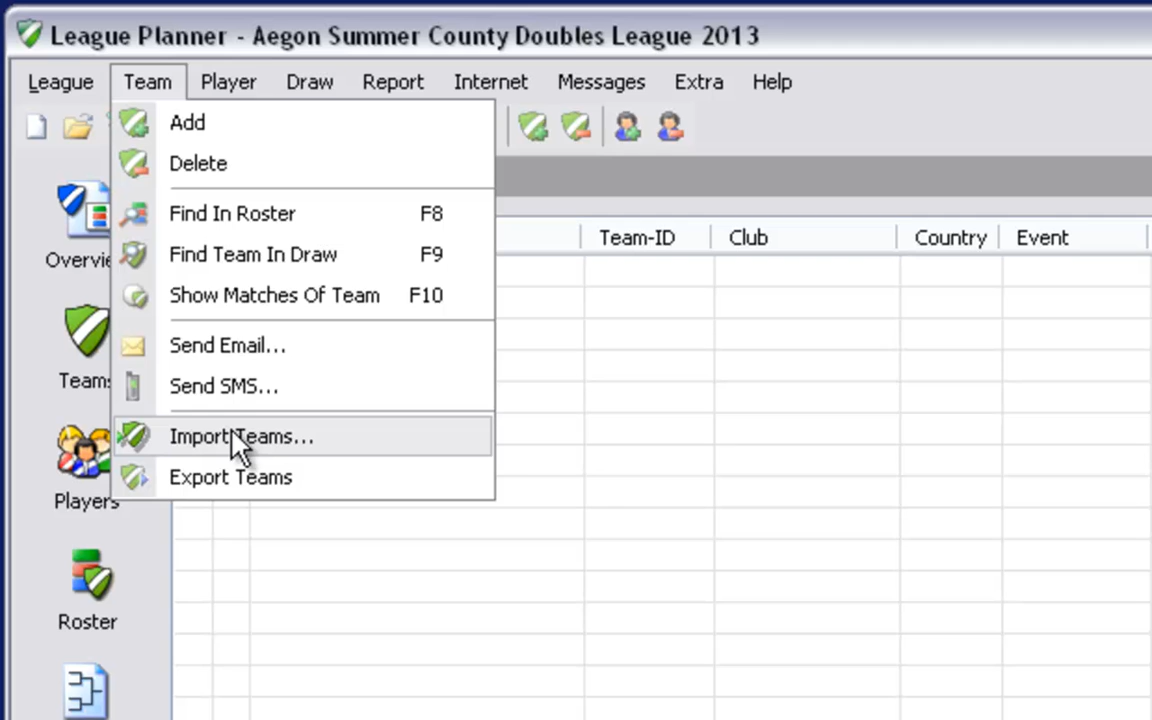 League Planner - Aegon Summer County Doubles League 2013
League Team Player Draw Report Internet Messages Extra Help
Add
Delete
Find In Roster F8
Find Team In Draw F9
Show Matches Of Team F10
Send Email...
Send SMS...
Import Teams...
Export Teams
Team-ID Club Country Event
Overvie
Teams
Players
Roster